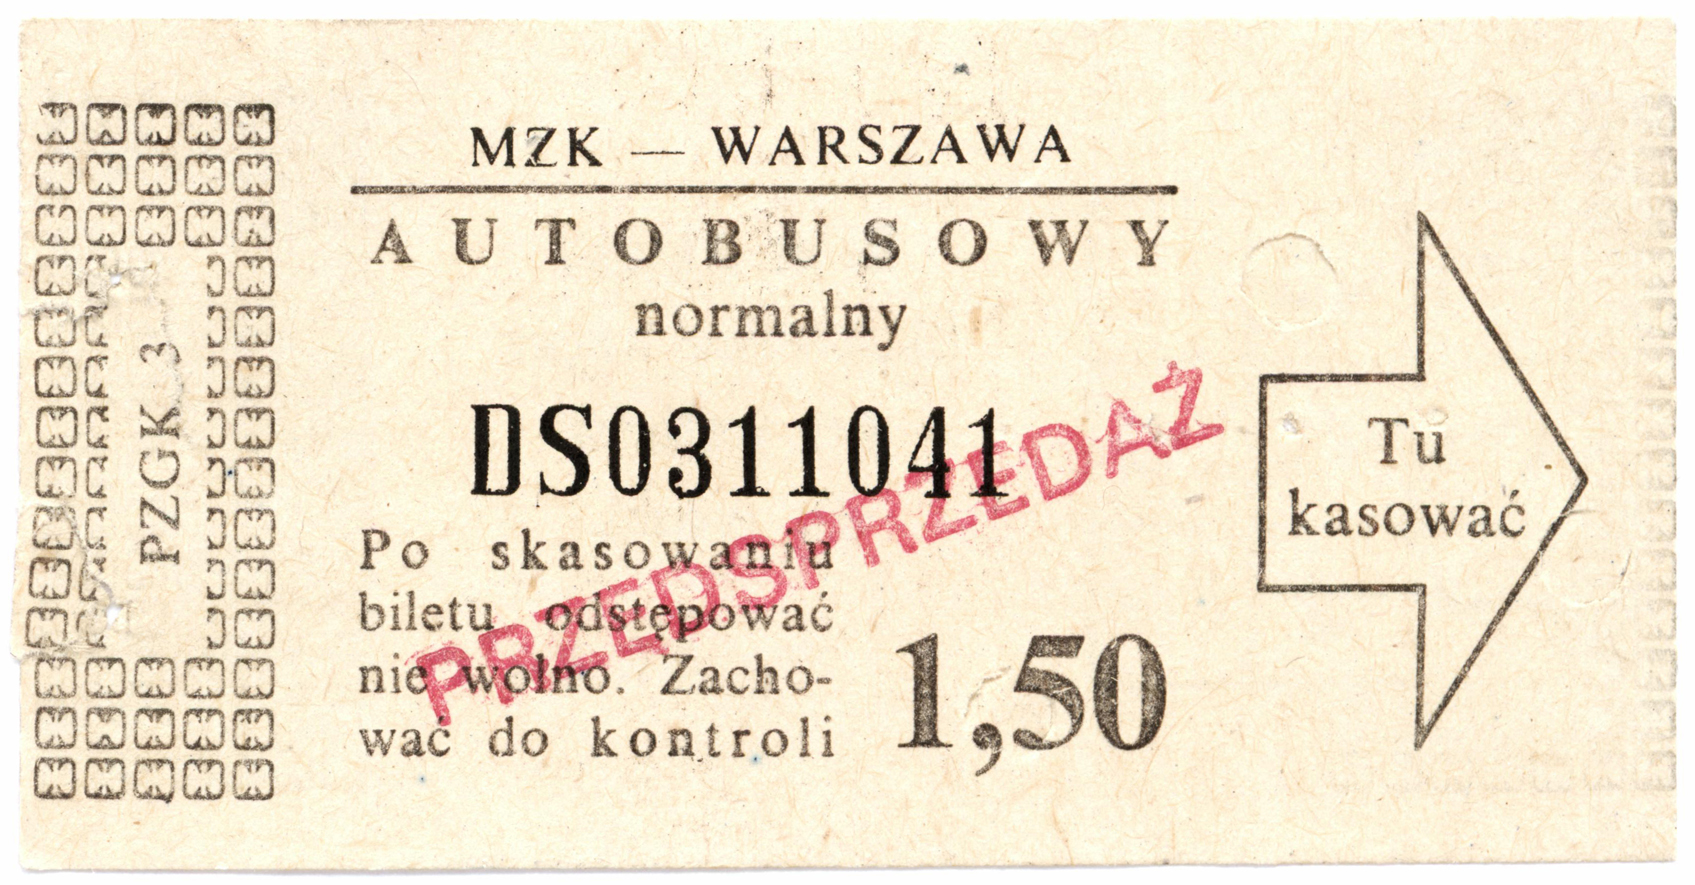 MZK — WARSZAWA
AUTOBUSOWY
normalny
DS0311041
PRZEDSPRZEDAŻ
Po skasowaniu
biletu odstępować
nie wolno. Zacho-
wać do kontroli
1,50
Tu
kasować
PZGK 3